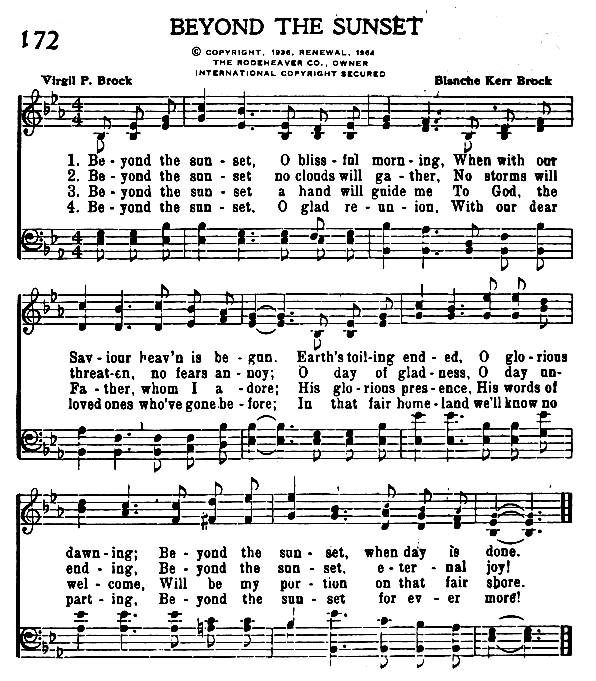 172
BEYOND THE SUNSET
© COPYRIGHT, 1936, RENEWAL, 1964
THE RODEHEAVER CO., OWNER
INTERNATIONAL COPYRIGHT SECURED
Virgil P. Brock Blanche Kerr Brock
1. Be - yond the sun - set, O bliss - ful morn - ing, When with our
2. Be - yond the sun - set no clouds will ga - ther, No storms will
3. Be - yond the sun - set a hand will guide me To God, the
4. Be - yond the sun - set, O glad re - un - ion, With our dear
Sav - iour heav'n is be - gun. Earth's toil - ing end - ed, O glo - rious
threat - en, no fears an - noy; O day of glad - ness, O day un-
Fa - ther, whom I a - dore; His glo - rious pres - ence, His words of
loved ones who've gone be - fore; In that fair home - land we'll know no
dawn - ing; Be - yond the sun - set, when day is done.
end - ing, Be - yond the sun - set, e - ter - nal joy!
wel - come, Will be my por - tion on that fair shore.
part - ing, Be - yond the sun - set for ev - er more!